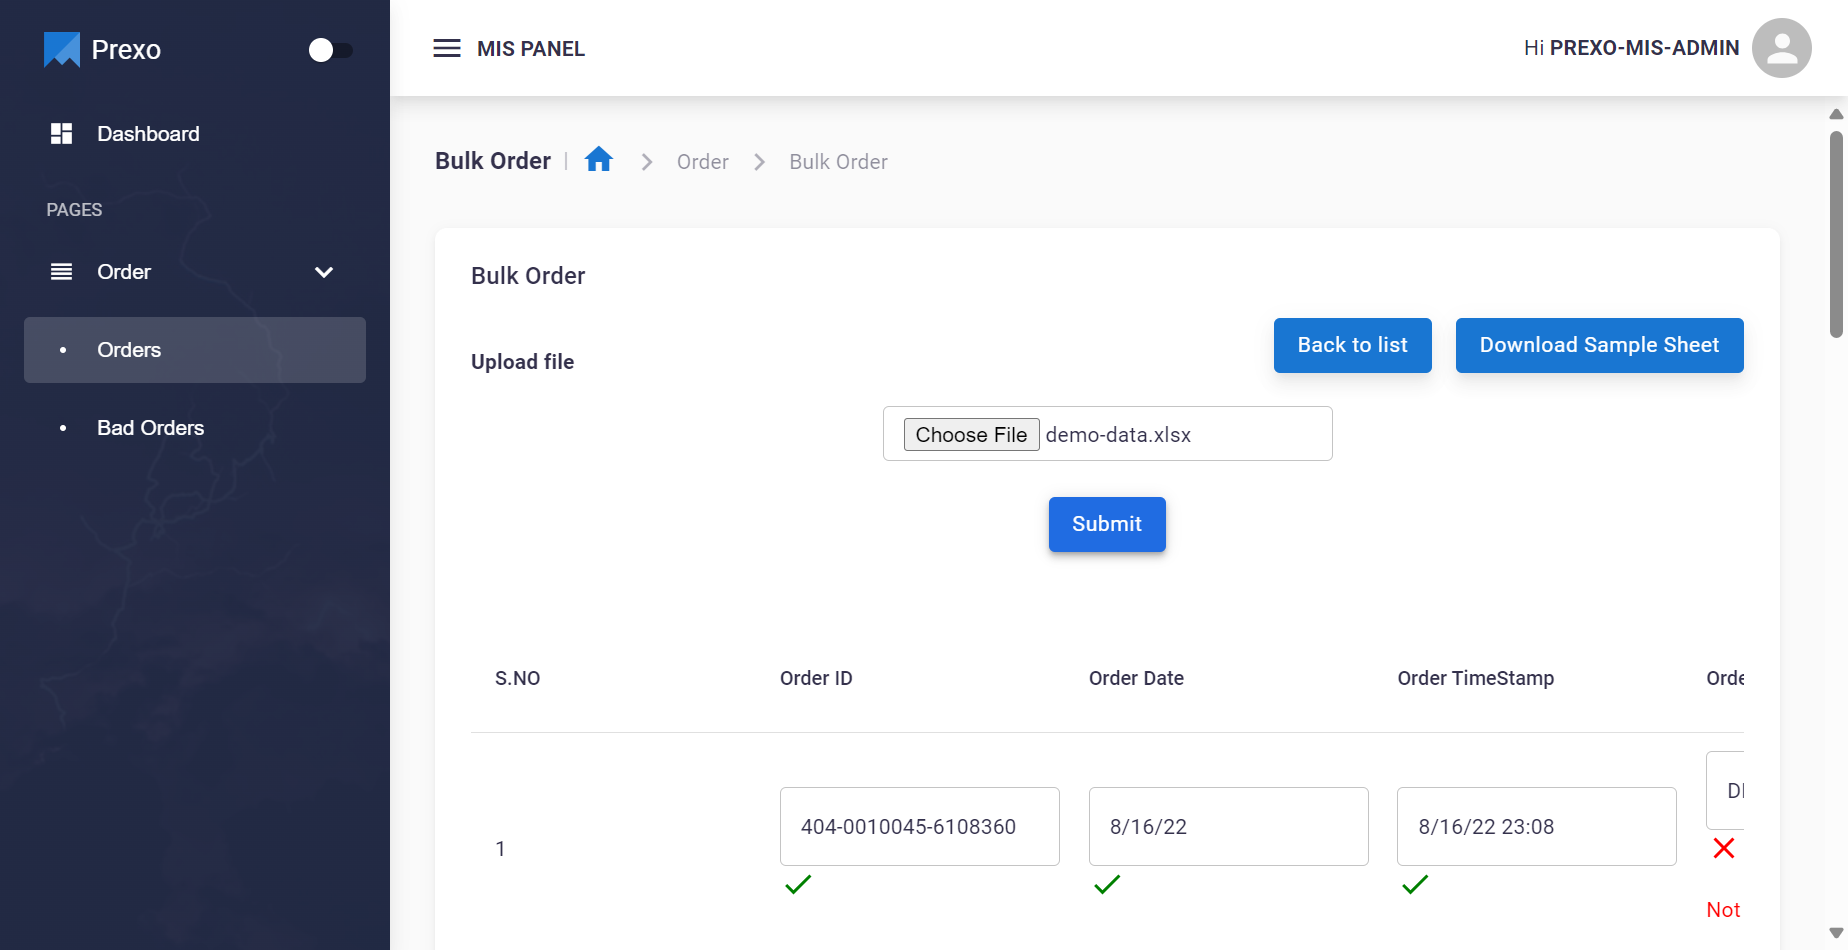 Prexo
MIS PANEL
Hi PREXO-MIS-ADMIN
Dashboard
PAGES
Order
Orders
Bad Orders
Bulk Order
Order
Bulk Order
Bulk Order
Upload file
Back to list
Download Sample Sheet
Choose File demo-data.xlsx
Submit
S.NO Order ID Order Date Order TimeStamp
1 404-0010045-6108360 8/16/22 8/16/22 23:08
Not